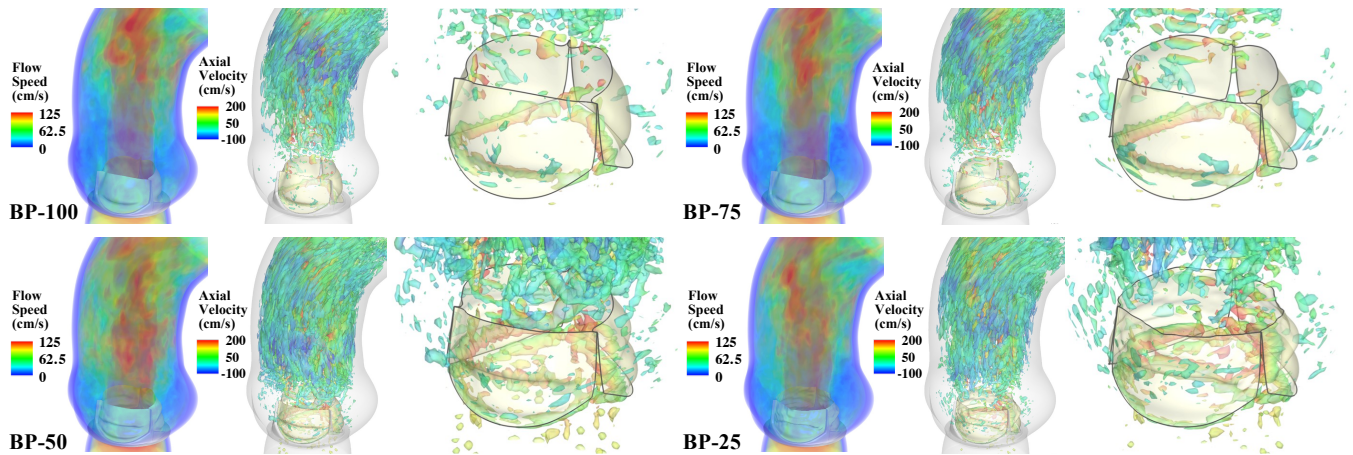 Flow
Speed
(cm/s)
125
62.5
0
Axial
Velocity
(cm/s)
200
50
-100
BP-100
Flow
Speed
(cm/s)
125
62.5
0
Axial
Velocity
(cm/s)
200
50
-100
BP-75
Flow
Speed
(cm/s)
125
62.5
0
Axial
Velocity
(cm/s)
200
50
-100
BP-50
Flow
Speed
(cm/s)
125
62.5
0
Axial
Velocity
(cm/s)
200
50
-100
BP-25